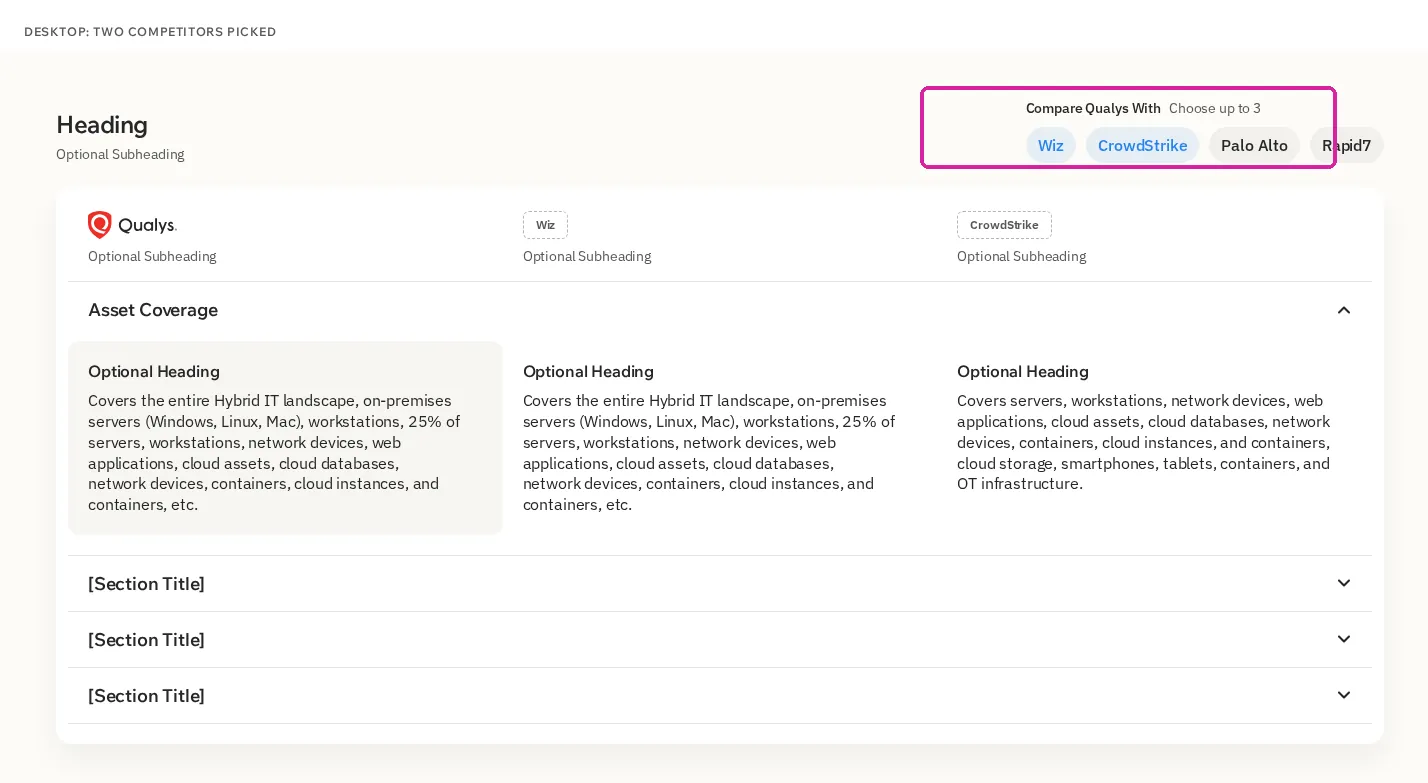 DESKTOP: TWO COMPETITORS PICKED
Heading
Optional Subheading
Compare Qualys With Choose up to 3
Wiz CrowdStrike Palo Alto Rapid7
Qualys.
Optional Subheading
Wiz
Optional Subheading
CrowdStrike
Optional Subheading
Asset Coverage
Optional Heading
Covers the entire Hybrid IT landscape, on-premises
servers (Windows, Linux, Mac), workstations, 25% of
servers, workstations, network devices, web
applications, cloud assets, cloud databases,
network devices, containers, cloud instances, and
containers, etc.
Optional Heading
Covers the entire Hybrid IT landscape, on-premises
servers (Windows, Linux, Mac), workstations, 25% of
servers, workstations, network devices, web
applications, cloud assets, cloud databases,
network devices, containers, cloud instances, and
containers, etc.
Optional Heading
Covers servers, workstations, network devices, web
applications, cloud assets, cloud databases, network
devices, containers, cloud instances, and containers,
cloud storage, smartphones, tablets, containers, and
OT infrastructure.
[Section Title]
[Section Title]
[Section Title]